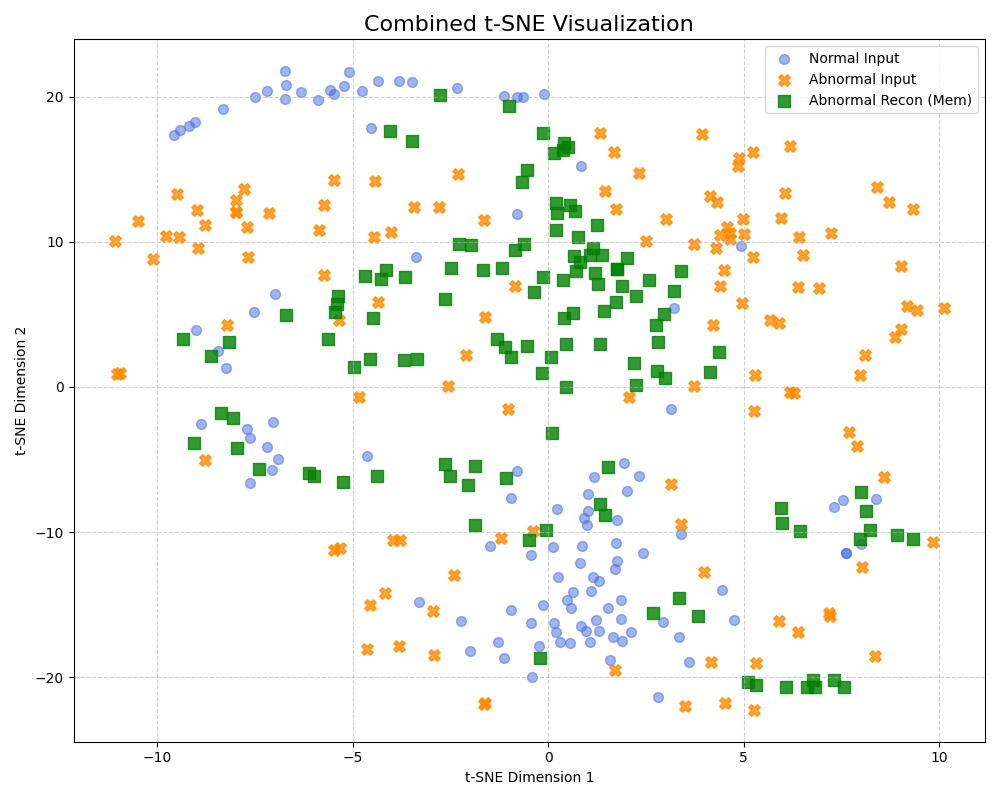 Combined t-SNE Visualization
Normal Input
Abnormal Input
Abnormal Recon (Mem)
t-SNE Dimension 2
20
10
0
−10
−20
−10
−5
0
5
10
t-SNE Dimension 1